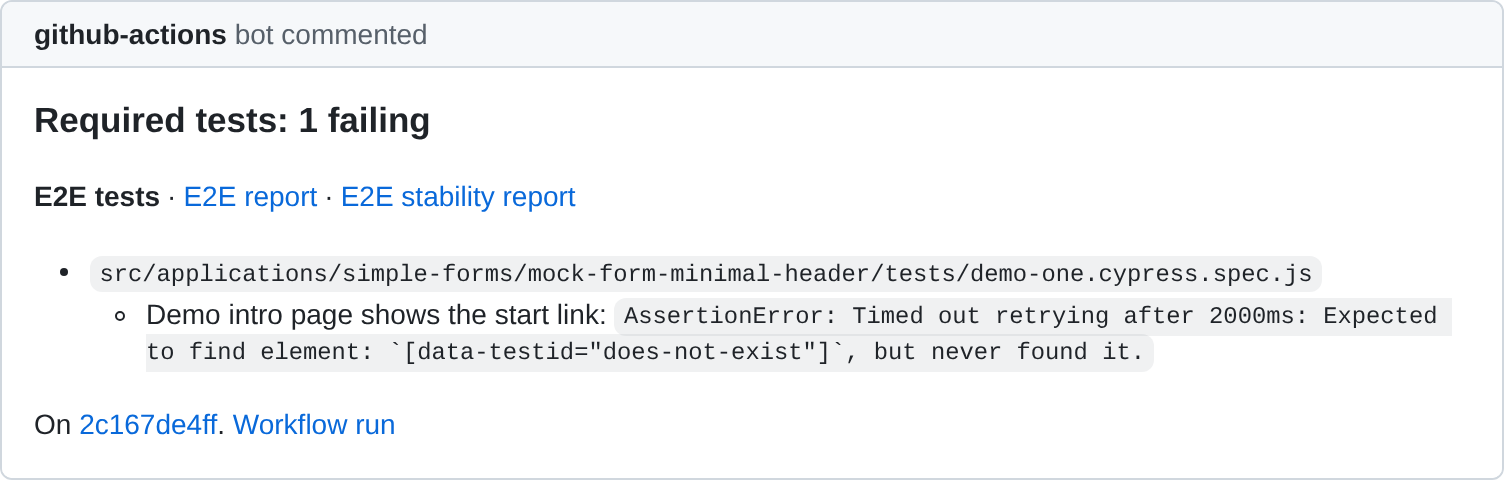 github-actions bot commented
Required tests: 1 failing
E2E tests · E2E report · E2E stability report
src/applications/simple-forms/mock-form-minimal-header/tests/demo-one.cypress.spec.js
Demo intro page shows the start link: AssertionError: Timed out retrying after 2000ms: Expected
to find element: `[data-testid="does-not-exist"]`, but never found it.
On 2c167de4ff. Workflow run